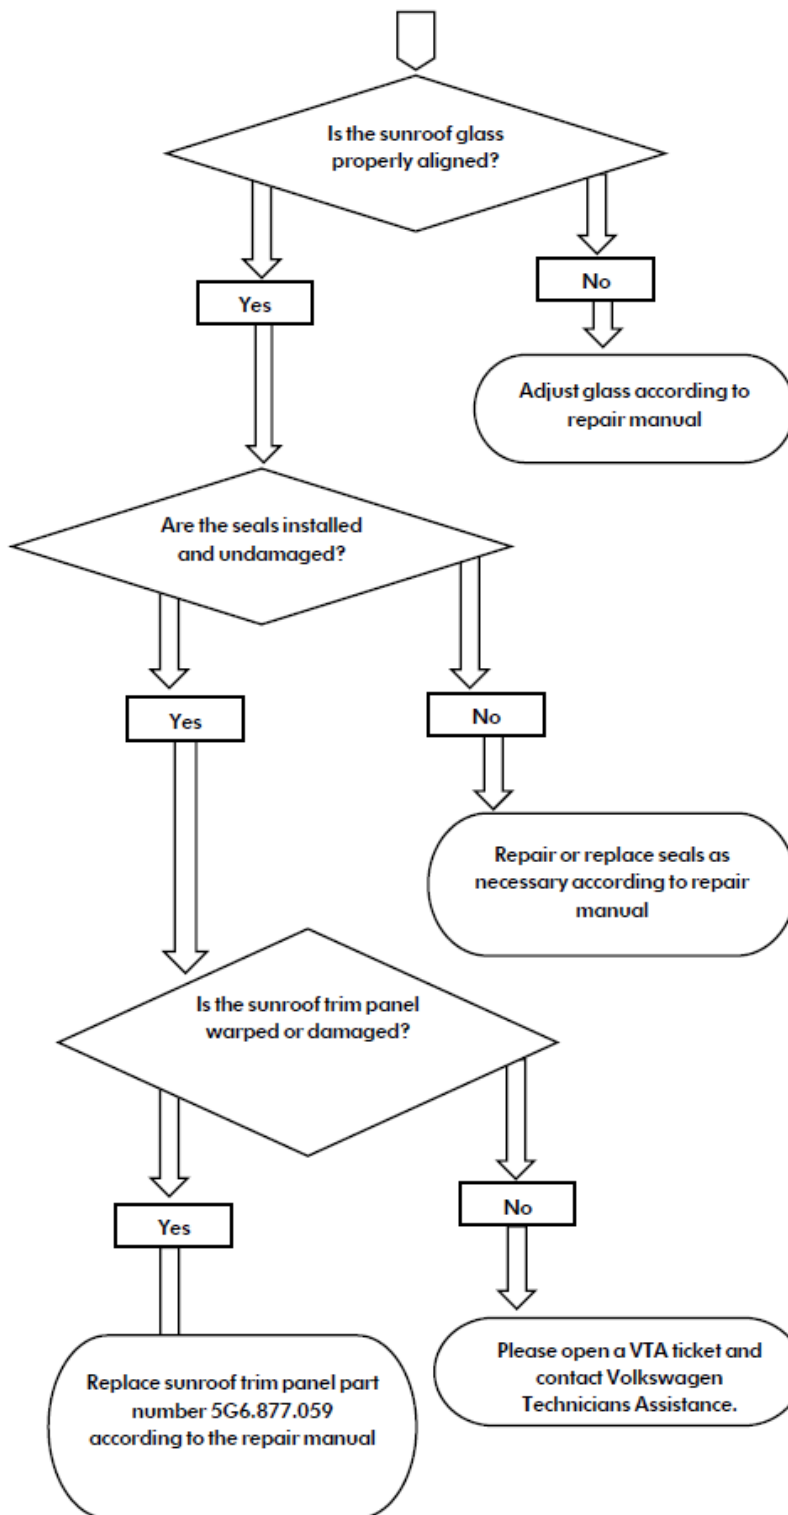 Is the sunroof glass
properly aligned?
Yes
No
Adjust glass according to
repair manual
Are the seals installed
and undamaged?
Yes
No
Repair or replace seals as
necessary according to repair
manual
Is the sunroof trim panel
warped or damaged?
Yes
No
Replace sunroof trim panel part
number 5G6.877.059
according to the repair manual
Please open a VTA ticket and
contact Volkswagen
Technicians Assistance.